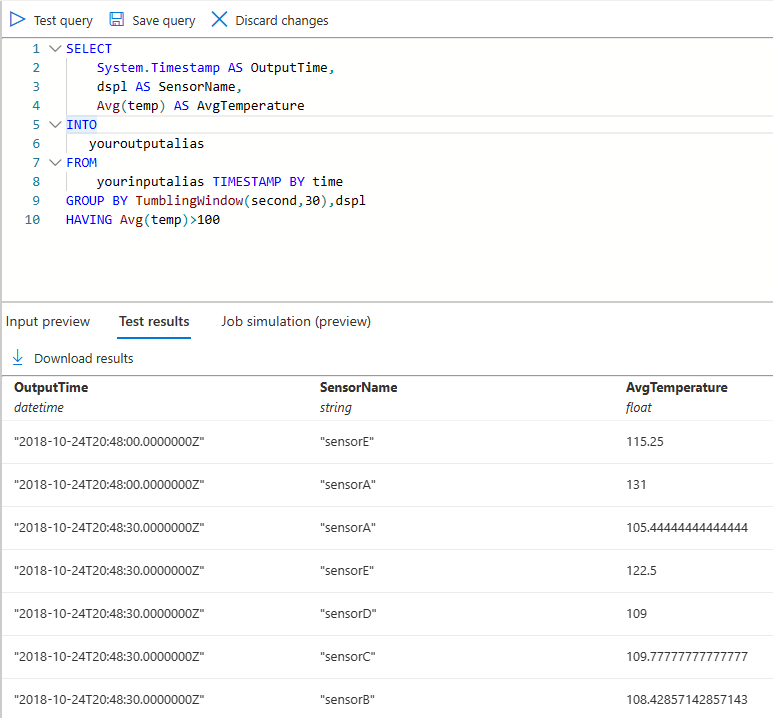 Test query Save query Discard changes
1 SELECT
2 System.Timestamp AS OutputTime,
3 dspl AS SensorName,
4 Avg(temp) AS AvgTemperature
5 INTO
6 youroutputalias
7 FROM
8 yourinputalias TIMESTAMP BY time
9 GROUP BY TumblingWindow(second,30),dspl
10 HAVING Avg(temp)>100
Input preview Test results Job simulation (preview)
Download results
OutputTime SensorName AvgTemperature
datetime string float
"2018-10-24T20:48:00.0000000Z" "sensorE" 115.25
"2018-10-24T20:48:00.0000000Z" "sensorA" 131
"2018-10-24T20:48:30.0000000Z" "sensorA" 105.44444444444444
"2018-10-24T20:48:30.0000000Z" "sensorE" 122.5
"2018-10-24T20:48:30.0000000Z" "sensorD" 109
"2018-10-24T20:48:30.0000000Z" "sensorC" 109.77777777777777
"2018-10-24T20:48:30.0000000Z" "sensorB" 108.42857142857143